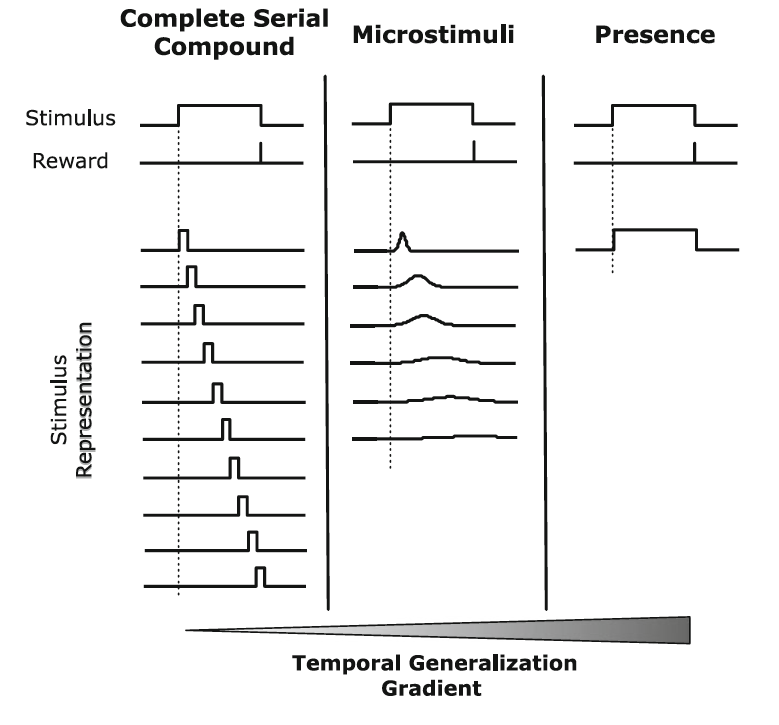 Complete Serial
Compound
Microstimuli
Presence
Stimulus
Reward
Stimulus
Representation
Temporal Generalization
Gradient